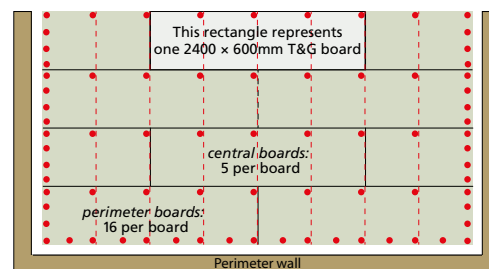 This rectangle represents
one 2400 × 600mm T&G board
central boards:
5 per board
perimeter boards:
16 per board
Perimeter wall